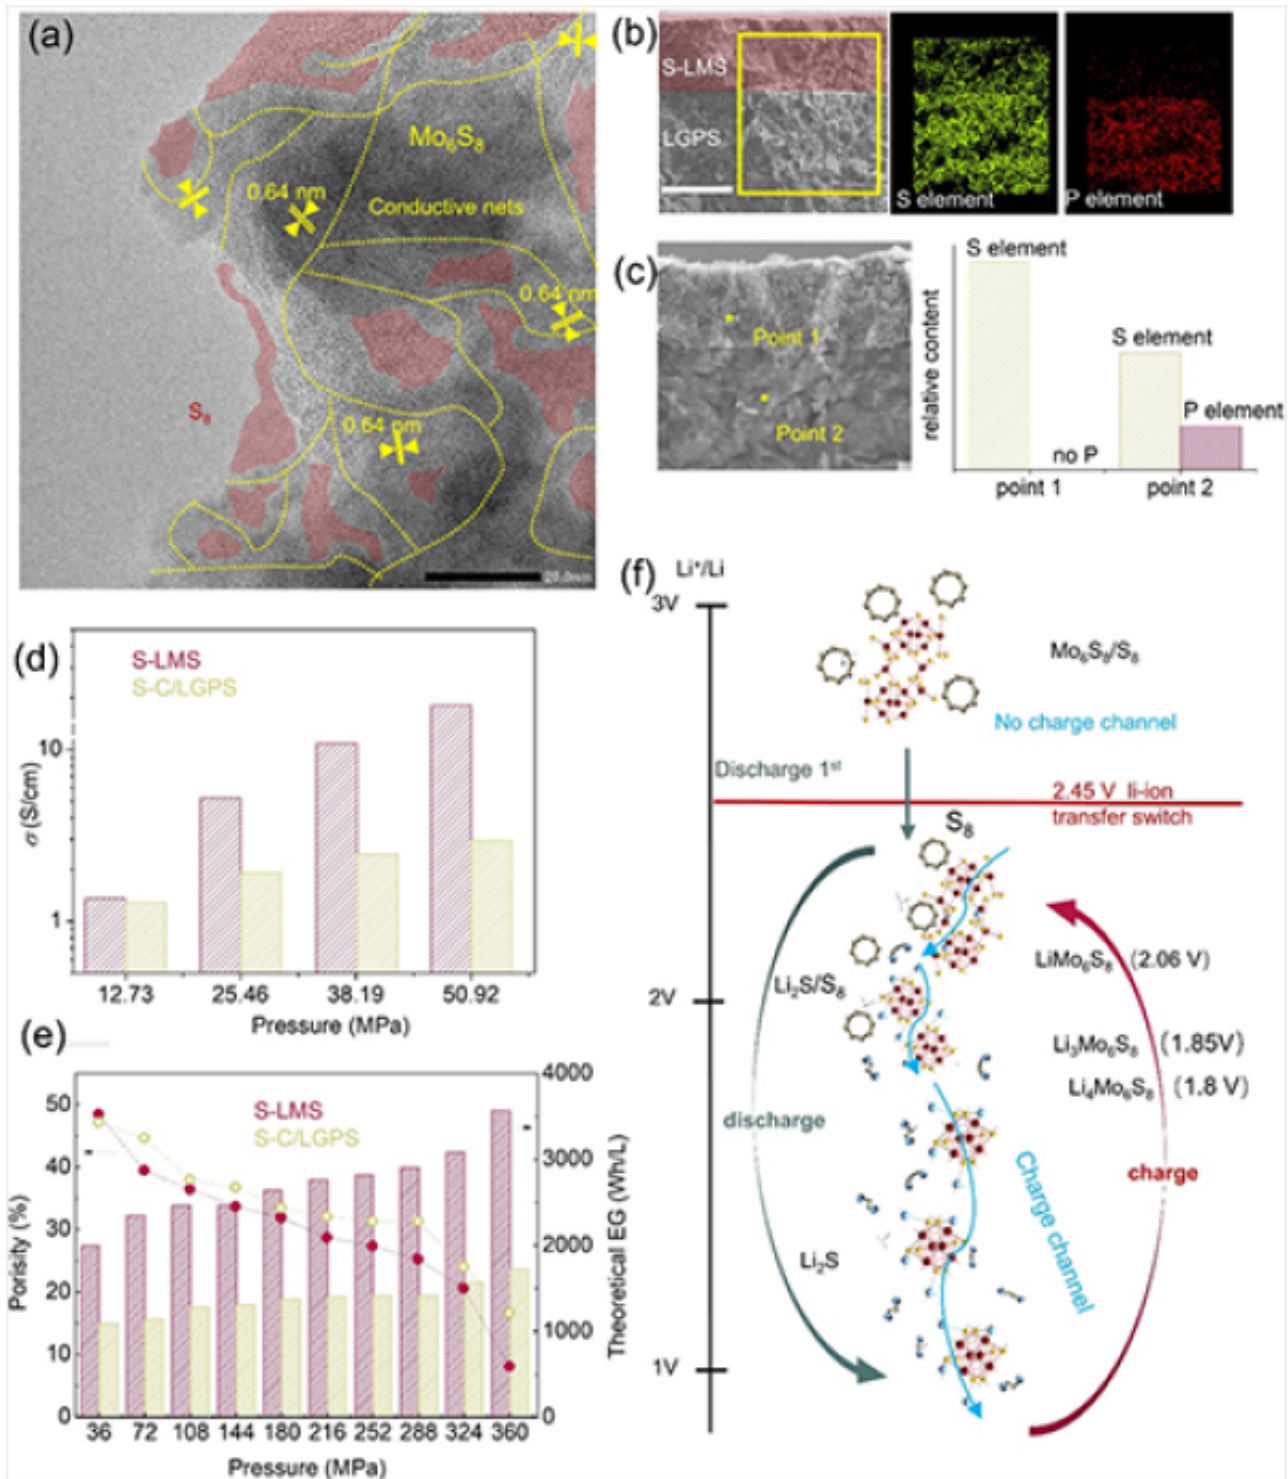 (a)
Mo6S8
0.64 nm
Conductive nets
0.64 nm
S8
0.64 nm
20.0nm
(b)
S-LMS
LGPS
S element
P element
(c)
Point 1
Point 2
relative content
S element
S element
P element
no P
point 1
point 2
(d)
S-LMS
S-C/LGPS
σ (S/cm)
10
1
12.73
25.46
38.19
50.92
Pressure (MPa)
(e)
S-LMS
S-C/LGPS
Porisity (%)
50
40
30
20
10
0
Theoretical EG (Wh/L)
4000
3000
2000
1000
0
36
72
108
144
180
216
252
288
324
360
Pressure (MPa)
(f)
Li⁺/Li
3V
Mo6S8/S8
No charge channel
Discharge 1st
2.45 V li-ion
transfer switch
S8
LiMo6S8 (2.06 V)
Li2S/S8
2V
Li3Mo6S8 (1.85V)
Li4Mo6S8 (1.8 V)
discharge
charge
Charge channel
Li2S
1V